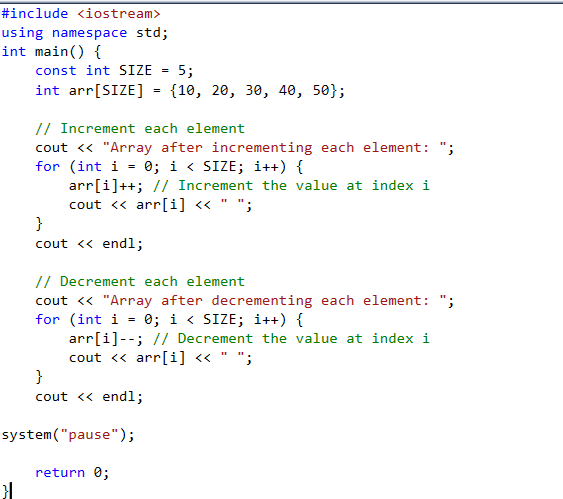 #include <iostream>
using namespace std;
int main() {
    const int SIZE = 5;
    int arr[SIZE] = {10, 20, 30, 40, 50};

    // Increment each element
    cout << "Array after incrementing each element: ";
    for (int i = 0; i < SIZE; i++) {
        arr[i]++; // Increment the value at index i
        cout << arr[i] << " ";
    }
    cout << endl;

    // Decrement each element
    cout << "Array after decrementing each element: ";
    for (int i = 0; i < SIZE; i++) {
        arr[i]--; // Decrement the value at index i
        cout << arr[i] << " ";
    }
    cout << endl;

system("pause");

    return 0;
}